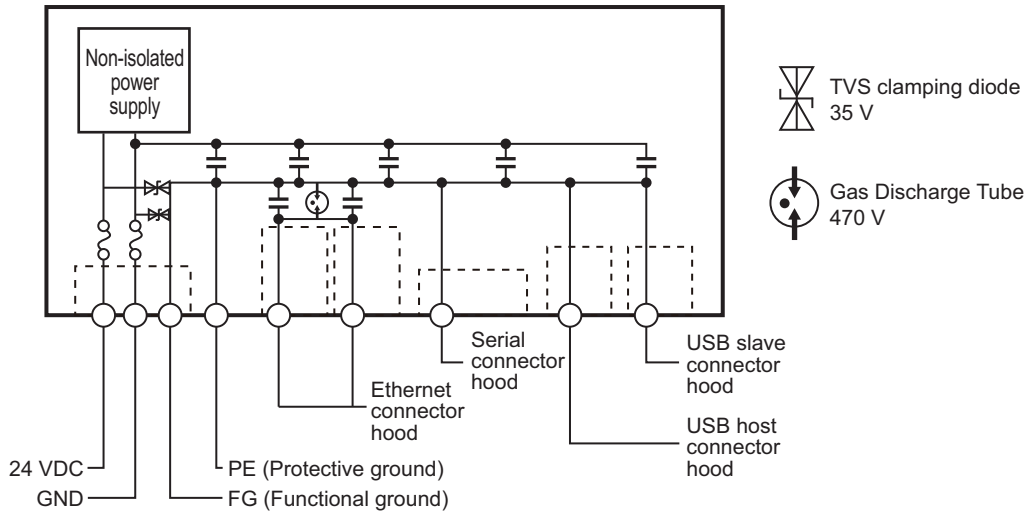 Non-isolated
power
supply
TVS clamping diode
35 V
Gas Discharge Tube
470 V
Serial
connector
hood
USB slave
connector
hood
Ethernet
connector
hood
USB host
connector
hood
24 VDC
PE (Protective ground)
GND
FG (Functional ground)